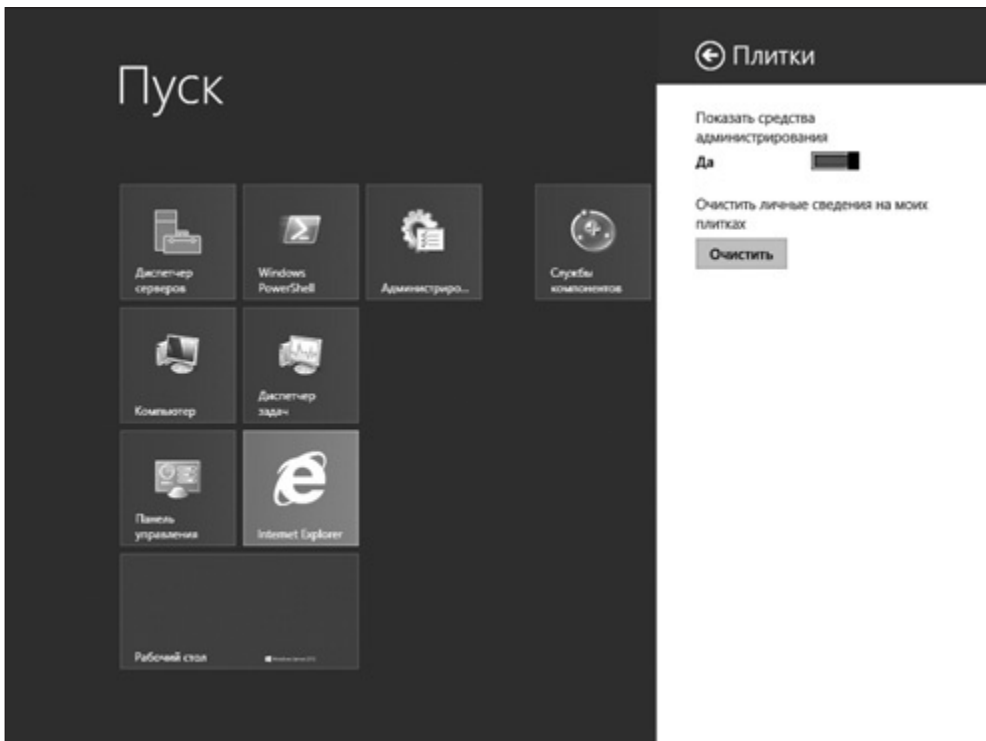 Пуск
Диспетчер
серверов
Windows
PowerShell
Администриро...
Службы
компонентов
Компьютер
Диспетчер
задач
Панель
управления
Internet Explorer
Рабочий стол
Плитки
Показать средства
администрирования
Да
Очистить личные сведения на моих
плитках
Очистить